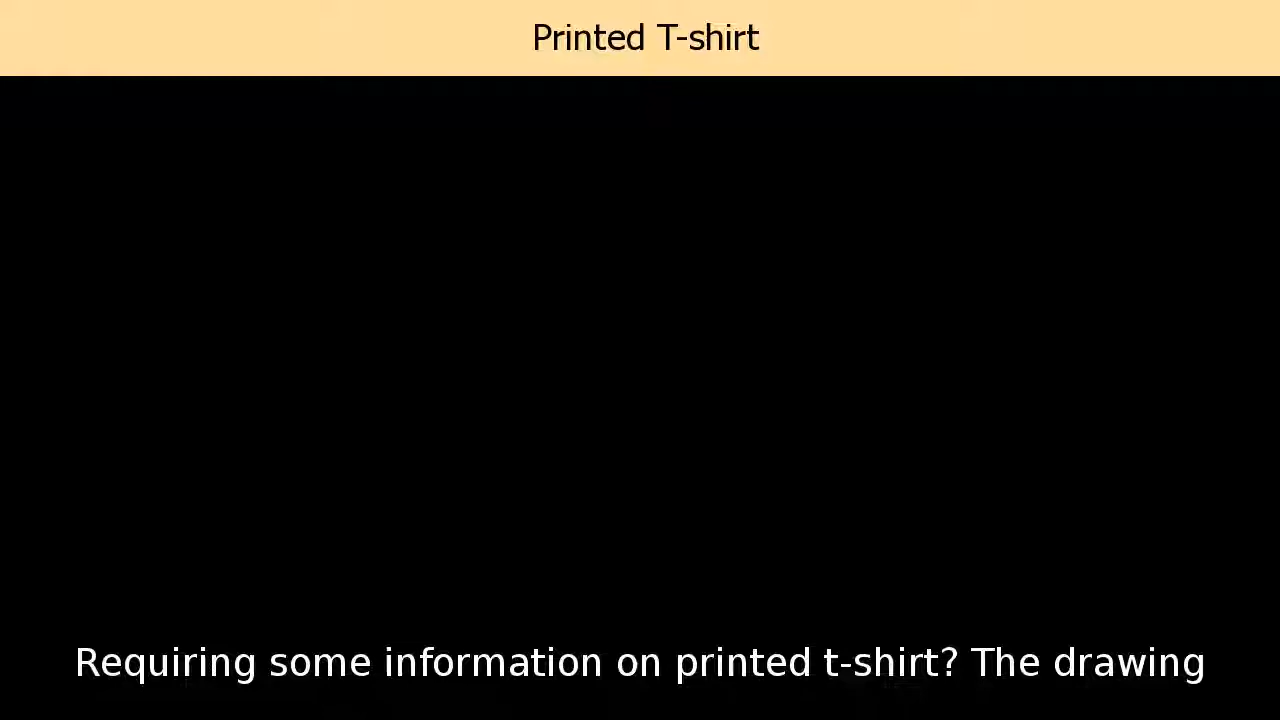 Printed T-shirt
Requiring some information on printed t-shirt? The drawing